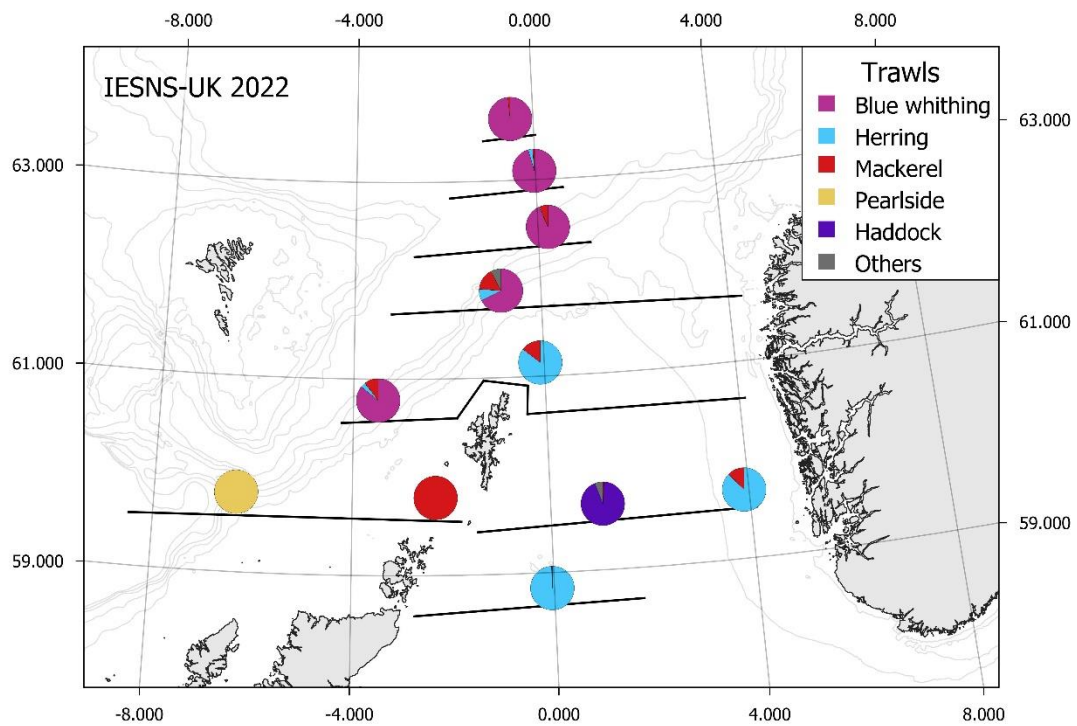 -8.000 -4.000 0.000 4.000 8.000
IESNS-UK 2022
Trawls
Blue whithing
Herring
Mackerel
Pearlside
Haddock
Others
63.000
63.000
61.000
61.000
59.000
59.000
-8.000 -4.000 0.000 4.000 8.000